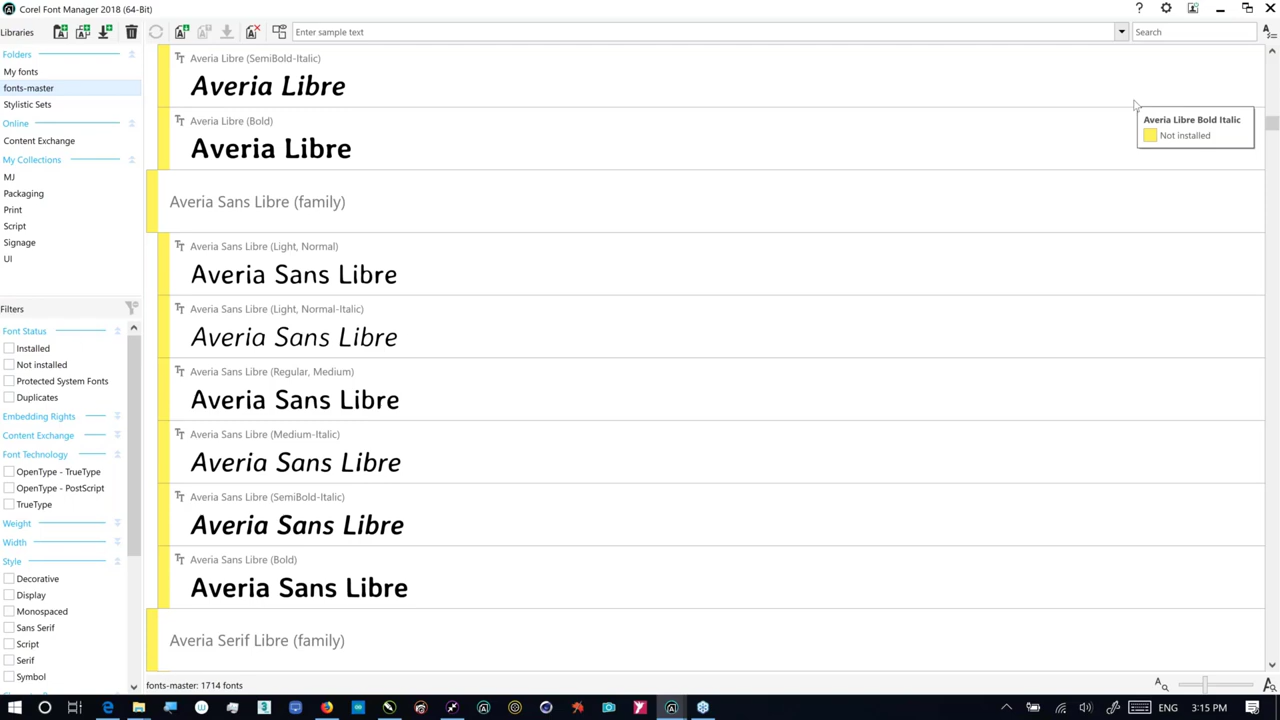 Corel Font Manager 2018 (64-Bit)
Libraries
Enter sample text
Search
Folders
My fonts
fonts-master
Stylistic Sets
Online
Content Exchange
My Collections
MJ
Packaging
Print
Script
Signage
UI
Filters
Font Status
Installed
Not installed
Protected System Fonts
Duplicates
Embedding Rights
Content Exchange
Font Technology
OpenType - TrueType
OpenType - PostScript
TrueType
Weight
Width
Style
Decorative
Display
Monospaced
Sans Serif
Script
Serif
Symbol
Averia Libre (SemiBold-Italic)
Averia Libre
Averia Libre (Bold)
Averia Libre
Averia Libre Bold Italic
Not installed
Averia Sans Libre (family)
Averia Sans Libre (Light, Normal)
Averia Sans Libre
Averia Sans Libre (Light, Normal-Italic)
Averia Sans Libre
Averia Sans Libre (Regular, Medium)
Averia Sans Libre
Averia Sans Libre (Medium-Italic)
Averia Sans Libre
Averia Sans Libre (SemiBold-Italic)
Averia Sans Libre
Averia Sans Libre (Bold)
Averia Sans Libre
Averia Serif Libre (family)
fonts-master: 1714 fonts
ENG
3:15 PM